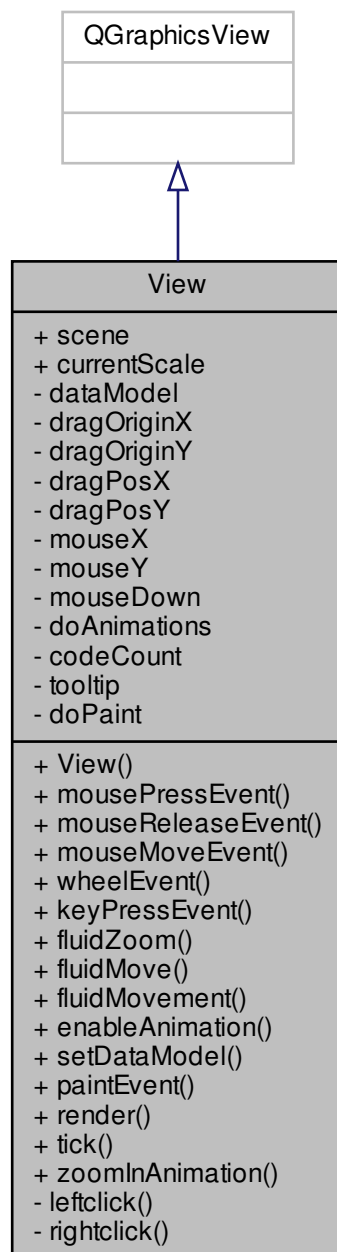 QGraphicsView
View
+ scene
+ currentScale
- dataModel
- dragOriginX
- dragOriginY
- dragPosX
- dragPosY
- mouseX
- mouseY
- mouseDown
- doAnimations
- codeCount
- tooltip
- doPaint
+ View()
+ mousePressEvent()
+ mouseReleaseEvent()
+ mouseMoveEvent()
+ wheelEvent()
+ keyPressEvent()
+ fluidZoom()
+ fluidMove()
+ fluidMovement()
+ enableAnimation()
+ setDataModel()
+ paintEvent()
+ render()
+ tick()
+ zoomInAnimation()
- leftclick()
- rightclick()